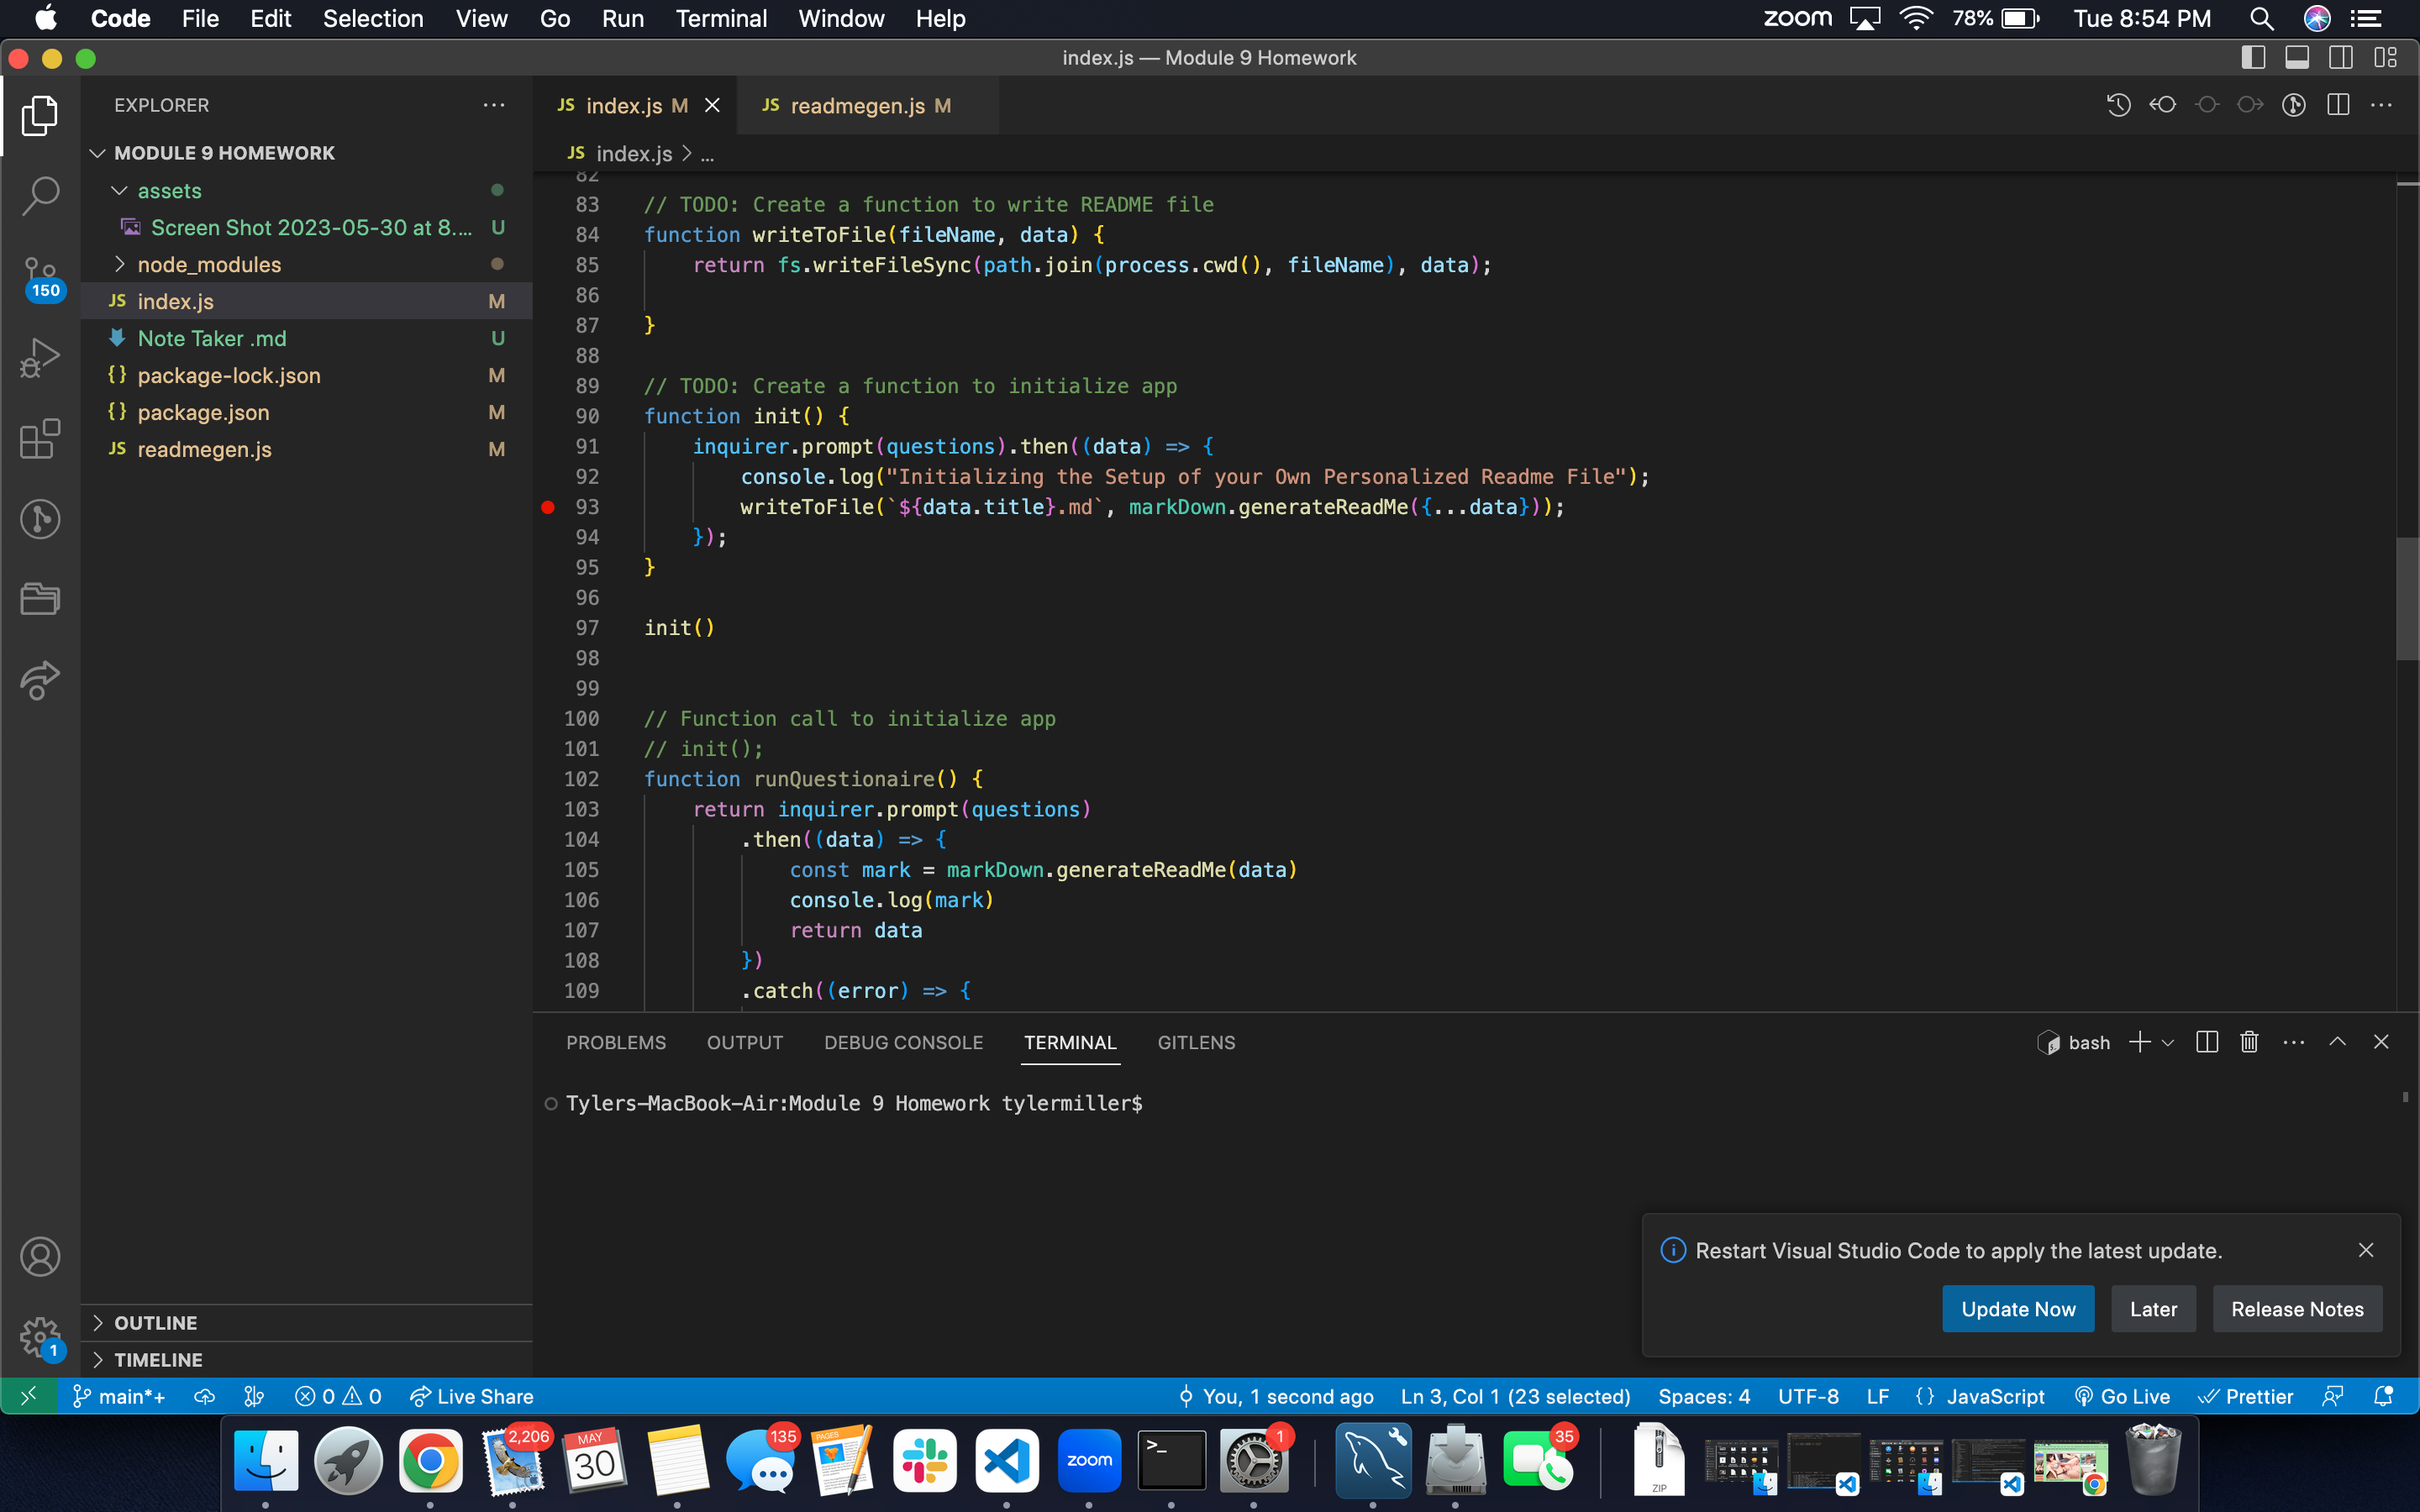 Code File Edit Selection View Go Run Terminal Window Help zoom 78% Tue 8:54 PM
index.js — Module 9 Homework
EXPLORER
JS index.js M
JS readmegen.js M
MODULE 9 HOMEWORK
JS index.js > ...
assets
Screen Shot 2023-05-30 at 8.... U
node_modules
150
JS index.js M
Note Taker .md U
{} package-lock.json M
{} package.json M
JS readmegen.js M
82
83 // TODO: Create a function to write README file
84 function writeToFile(fileName, data) {
85 return fs.writeFileSync(path.join(process.cwd(), fileName), data);
86
87 }
88
89 // TODO: Create a function to initialize app
90 function init() {
91 inquirer.prompt(questions).then((data) => {
92 console.log("Initializing the Setup of your Own Personalized Readme File");
93 writeToFile(`${data.title}.md`, markDown.generateReadMe({...data}));
94 });
95 }
96
97 init()
98
99
100 // Function call to initialize app
101 // init();
102 function runQuestionaire() {
103 return inquirer.prompt(questions)
104 .then((data) => {
105 const mark = markDown.generateReadMe(data)
106 console.log(mark)
107 return data
108 })
109 .catch((error) => {
PROBLEMS OUTPUT DEBUG CONSOLE TERMINAL GITLENS bash
Tylers-MacBook-Air:Module 9 Homework tylermiller$
Restart Visual Studio Code to apply the latest update.
Update Now Later Release Notes
OUTLINE
1
TIMELINE
main*+ 0 0 Live Share You, 1 second ago Ln 3, Col 1 (23 selected) Spaces: 4 UTF-8 LF {} JavaScript Go Live Prettier
2,206 MAY 30 135 PAGES zoom >_ 1 35 ZIP